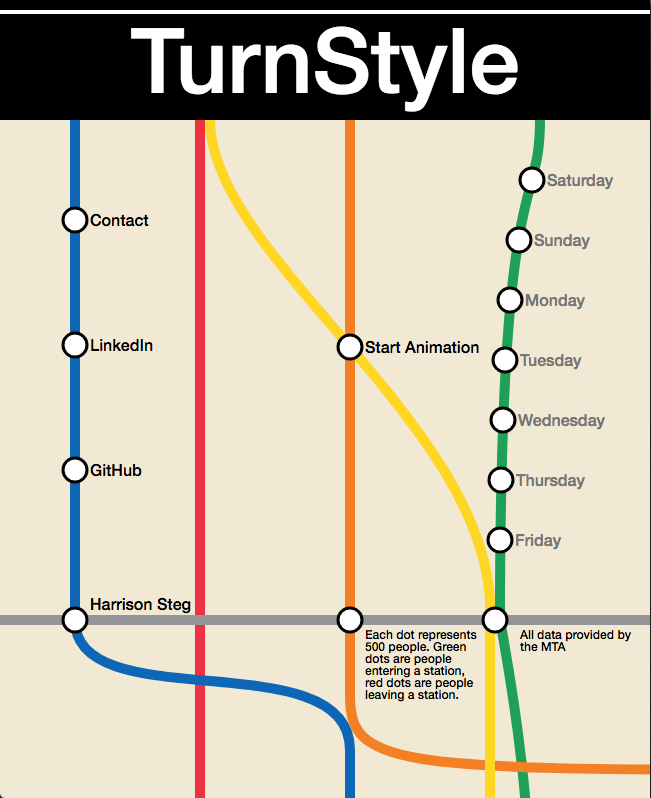 TurnStyle
Saturday
Contact
Sunday
Monday
LinkedIn
Start Animation
Tuesday
Wednesday
GitHub
Thursday
Friday
Harrison Steg
Each dot represents
500 people. Green
dots are people
entering a station,
red dots are people
leaving a station.
All data provided by
the MTA